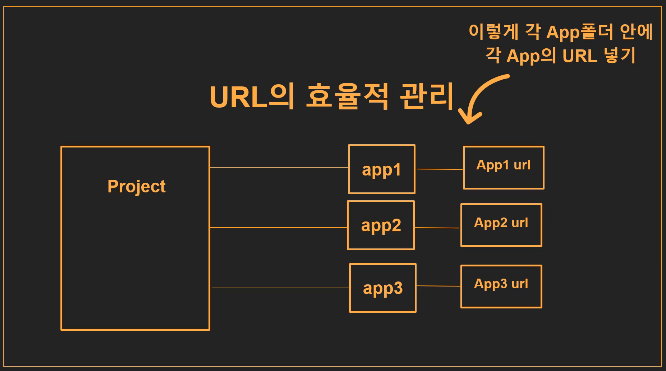 이렇게 각 App폴더 안에
각 App의 URL 넣기
URL의 효율적 관리
Project
app1
App1 url
app2
App2 url
app3
App3 url